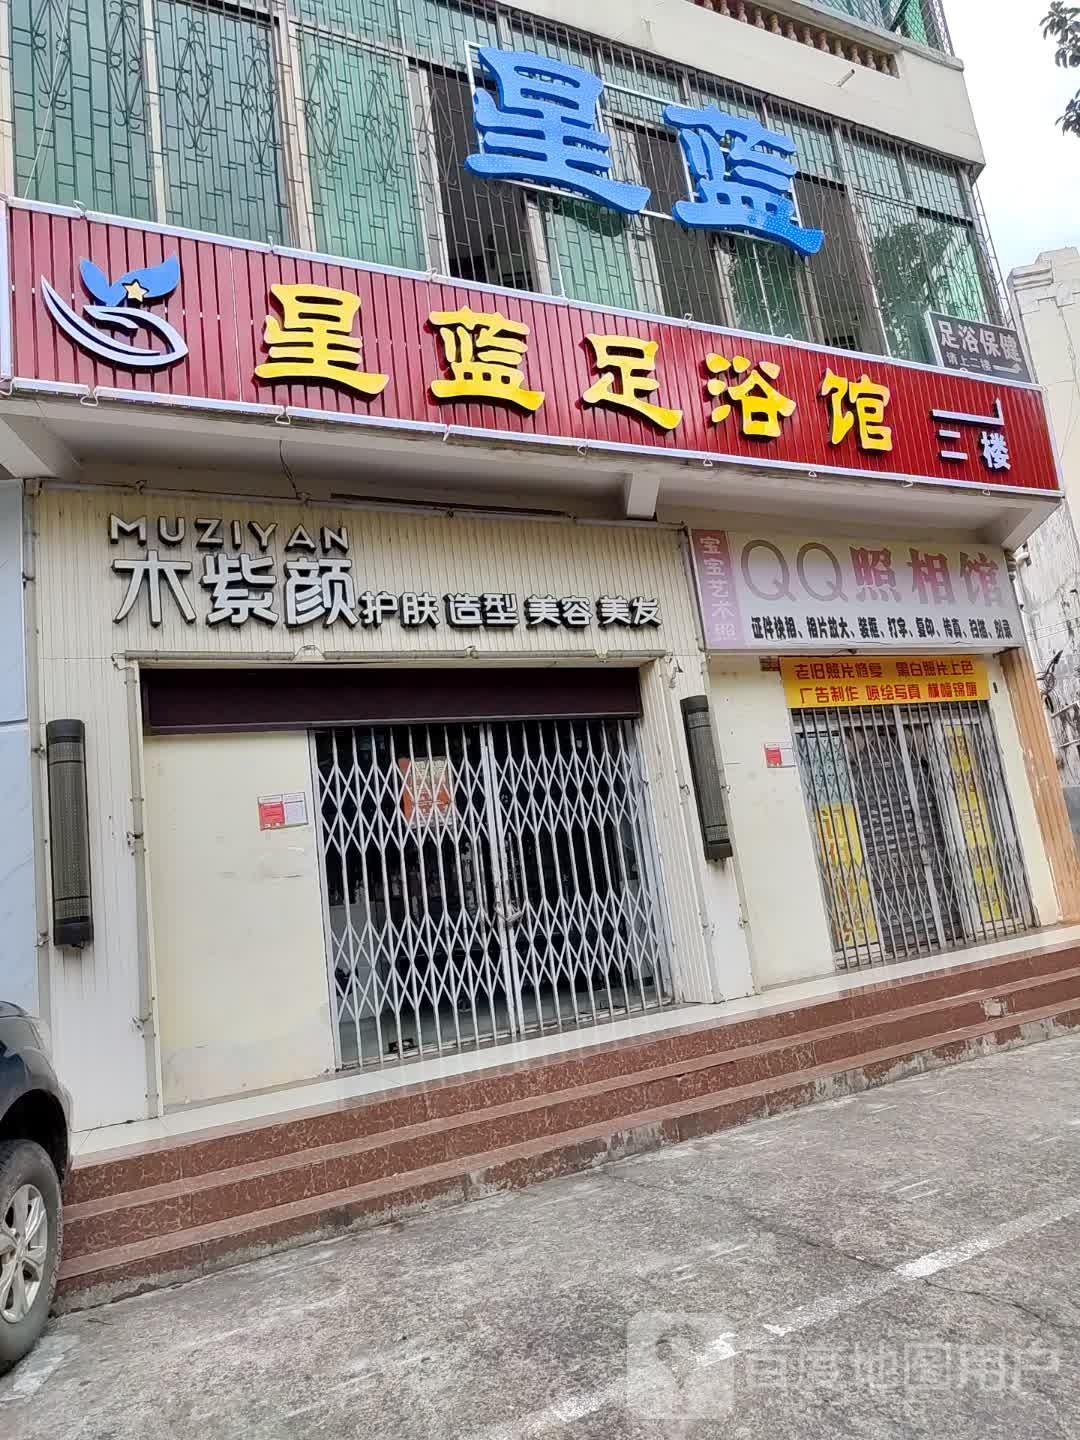 星蓝
星蓝足浴馆
二楼
足浴保健
请上二楼
MUZIYAN
木紫颜护肤 造型 美容 美发
宝宝艺术照
QQ照相馆
证件快相、相片放大、装框、打字、复印、传真、扫描、刻录
老旧照片修复 黑白照片上色
广告制作 喷绘写真 横幅锦旗
百度地图用户